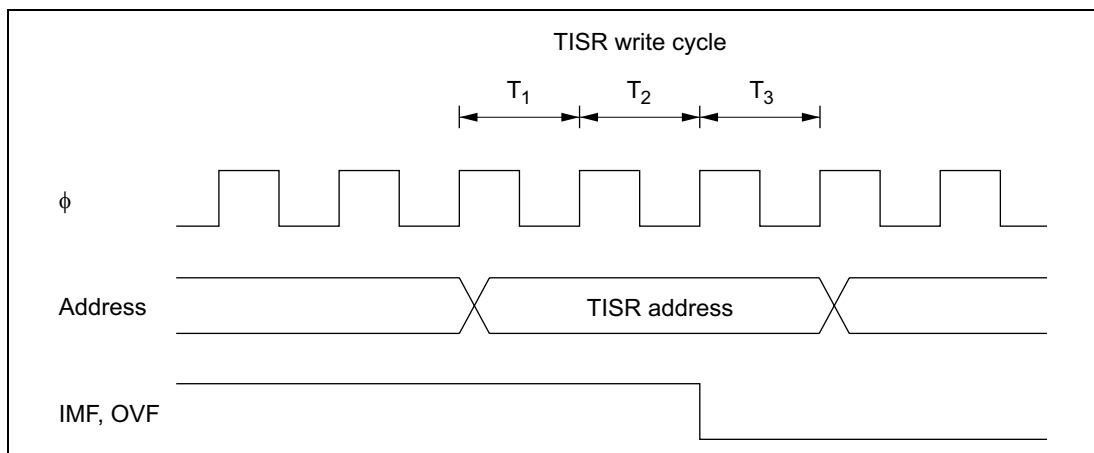 TISR write cycle
T1 T2 T3
ϕ
Address TISR address
IMF, OVF